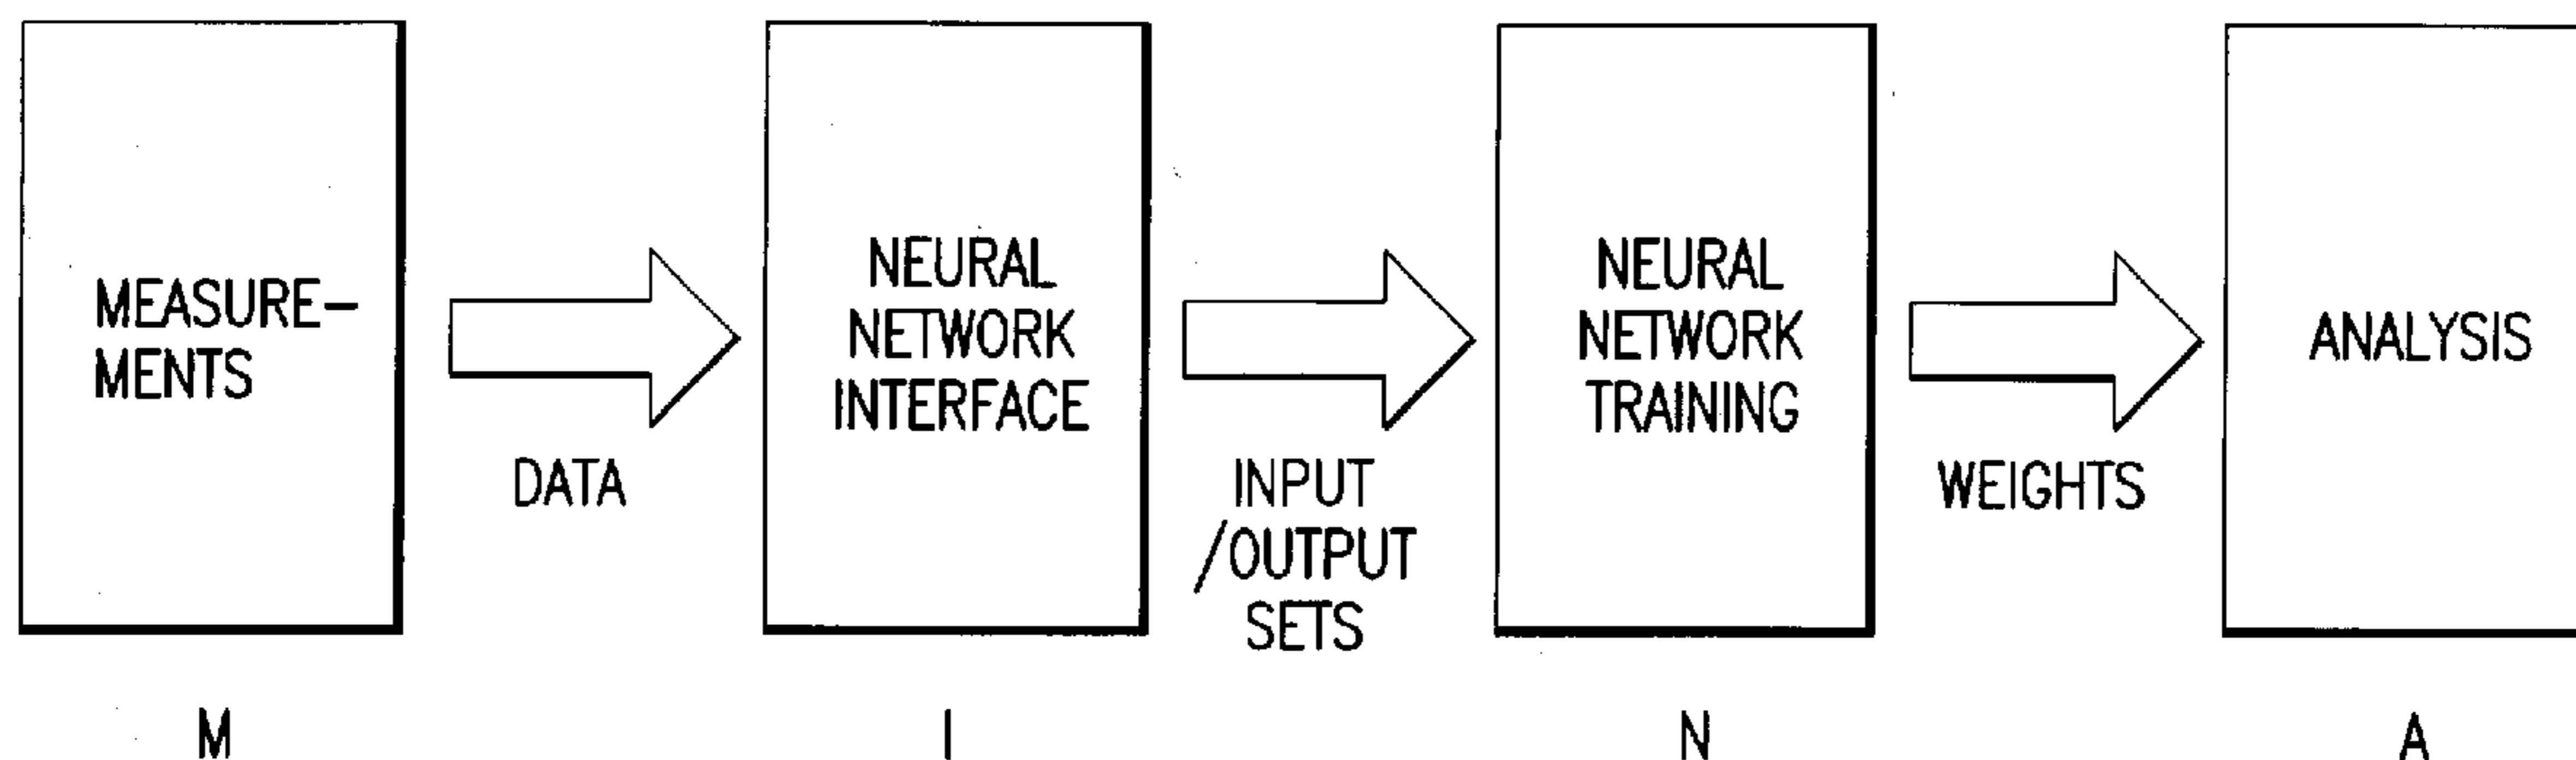 MEASURE-
MENTS
DATA
NEURAL
NETWORK
INTERFACE
INPUT
/OUTPUT
SETS
NEURAL
NETWORK
TRAINING
WEIGHTS
ANALYSIS
M
I
N
A